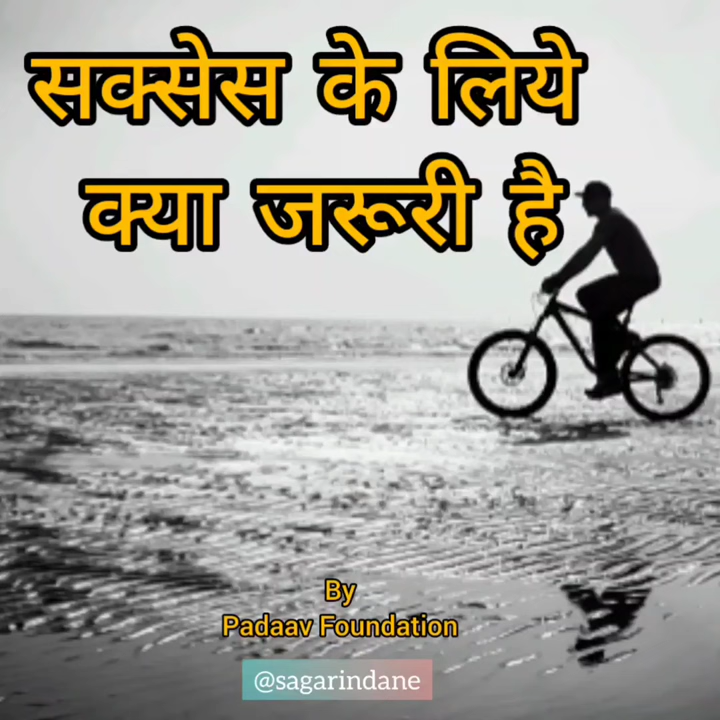 सक्सेस के लिये
क्या जरूरी है
By
Padaav Foundation
@sagarindane